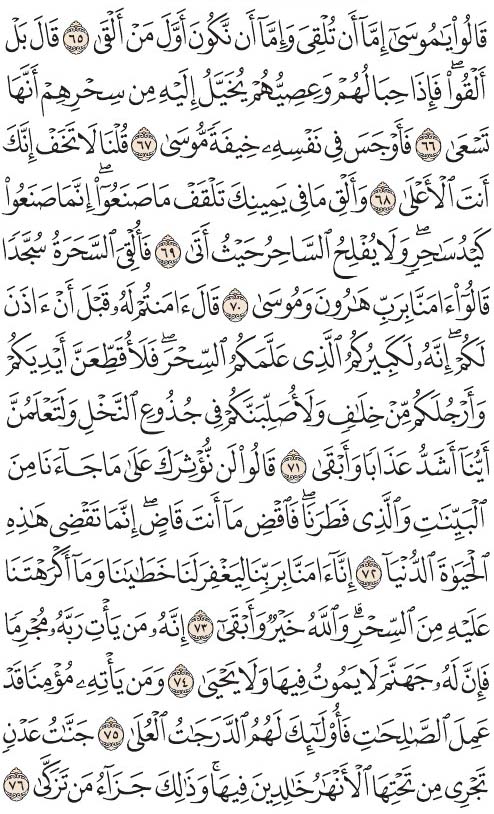 قَالُوا۟ يَـٰمُوسَىٰٓ إِمَّآ أَن تُلْقِىَ وَإِمَّآ أَن نَّكُونَ أَوَّلَ مَنْ أَلْقَىٰ ٦٥ قَالَ بَلْ
أَلْقُوا۟ ۖ فَإِذَا حِبَالُهُمْ وَعِصِيُّهُمْ يُخَيَّلُ إِلَيْهِ مِن سِحْرِهِمْ أَنَّهَا
تَسْعَىٰ ٦٦ فَأَوْجَسَ فِى نَفْسِهِۦ خِيفَةً مُّوسَىٰ ٦٧ قُلْنَا لَا تَخَفْ إِنَّكَ
أَنتَ ٱلْأَعْلَىٰ ٦٨ وَأَلْقِ مَا فِى يَمِينِكَ تَلْقَفْ مَا صَنَعُوٓا۟ ۖ إِنَّمَا صَنَعُوا۟
كَيْدُ سَـٰحِرٍ ۖ وَلَا يُفْلِحُ ٱلسَّاحِرُ حَيْثُ أَتَىٰ ٦٩ فَأُلْقِىَ ٱلسَّحَرَةُ سُجَّدًا
قَالُوٓا۟ ءَامَنَّا بِرَبِّ هَـٰرُونَ وَمُوسَىٰ ٧٠ قَالَ ءَامَنتُمْ لَهُۥ قَبْلَ أَنْ ءَاذَنَ
لَكُمْ ۖ إِنَّهُۥ لَكَبِيرُكُمُ ٱلَّذِى عَلَّمَكُمُ ٱلسِّحْرَ ۖ فَلَأُقَطِّعَنَّ أَيْدِيَكُمْ
وَأَرْجُلَكُم مِّنْ خِلَـٰفٍ وَلَأُصَلِّبَنَّكُمْ فِى جُذُوعِ ٱلنَّخْلِ وَلَتَعْلَمُنَّ
أَيُّنَآ أَشَدُّ عَذَابًا وَأَبْقَىٰ ٧١ قَالُوا۟ لَن نُّؤْثِرَكَ عَلَىٰ مَا جَآءَنَا مِنَ
ٱلْبَيِّنَـٰتِ وَٱلَّذِى فَطَرَنَا ۖ فَٱقْضِ مَآ أَنتَ قَاضٍ ۖ إِنَّمَا تَقْضِى هَـٰذِهِ
ٱلْحَيَوٰةَ ٱلدُّنْيَآ ٧٢ إِنَّآ ءَامَنَّا بِرَبِّنَا لِيَغْفِرَ لَنَا خَطَـٰيَـٰنَا وَمَآ أَكْرَهْتَنَا
عَلَيْهِ مِنَ ٱلسِّحْرِ ۗ وَٱللَّهُ خَيْرٌ وَأَبْقَىٰٓ ٧٣ إِنَّهُۥ مَن يَأْتِ رَبَّهُۥ مُجْرِمًا
فَإِنَّ لَهُۥ جَهَنَّمَ لَا يَمُوتُ فِيهَا وَلَا يَحْيَىٰ ٧٤ وَمَن يَأْتِهِۦ مُؤْمِنًا قَدْ
عَمِلَ ٱلصَّـٰلِحَـٰتِ فَأُو۟لَـٰٓئِكَ لَهُمُ ٱلدَّرَجَـٰتُ ٱلْعُلَىٰ ٧٥ جَنَّـٰتُ عَدْنٍ
تَجْرِى مِن تَحْتِهَا ٱلْأَنْهَـٰرُ خَـٰلِدِينَ فِيهَا ۚ وَذَٰلِكَ جَزَآءُ مَن تَزَكَّىٰ ٧٦